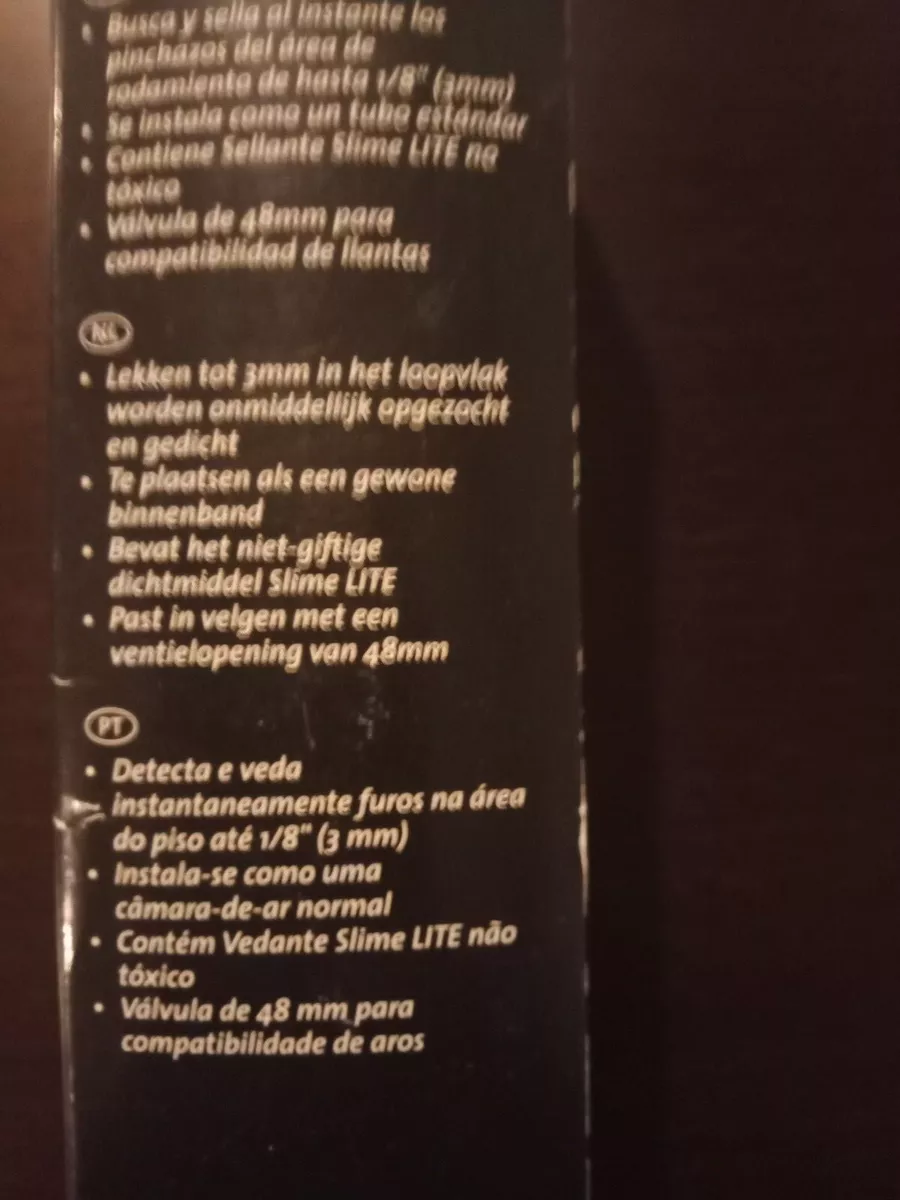 • Busca y sella al instante los
pinchazos del área de
rodamiento de hasta 1/8" (3mm)
• Se instala como un tubo estándar
• Contiene Sellante Slime LITE no
tóxico
• Válvula de 48mm para
compatibilidad de llantas
NL
• Lekken tot 3mm in het loopvlak
worden onmiddellijk opgezocht
en gedicht
• Te plaatsen als een gewone
binnenband
• Bevat het niet-giftige
dichtmiddel Slime LITE
• Past in velgen met een
ventielopening van 48mm
PT
• Detecta e veda
instantaneamente furos na área
do piso até 1/8" (3 mm)
• Instala-se como uma
câmara-de-ar normal
• Contém Vedante Slime LITE não
tóxico
• Válvula de 48 mm para
compatibilidade de aros